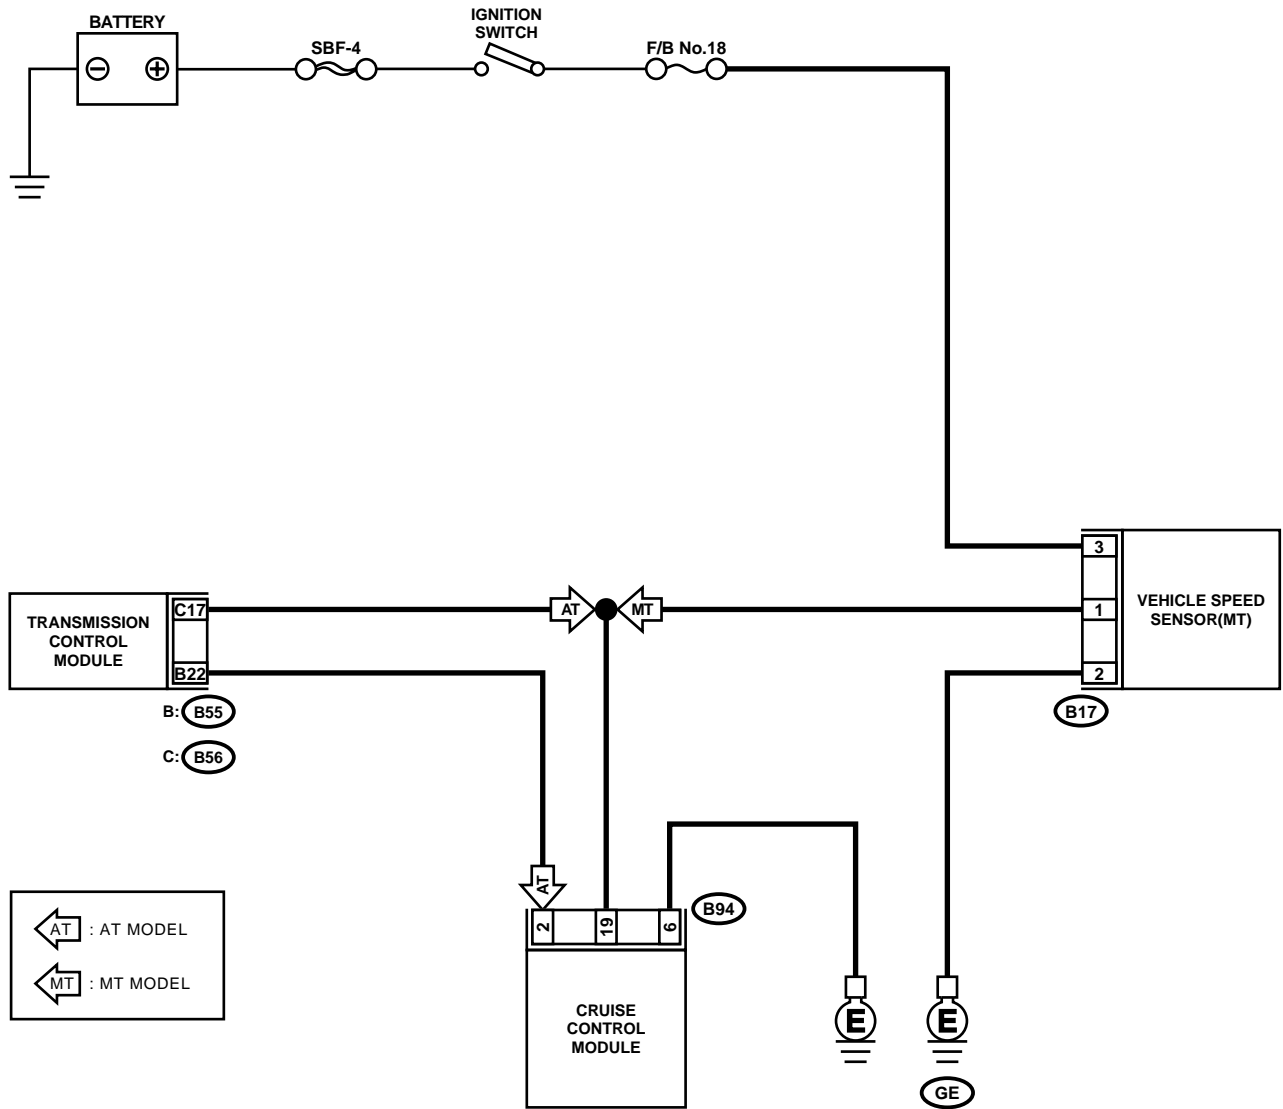 BATTERY
SBF-4
IGNITION
SWITCH
F/B No.18
TRANSMISSION
CONTROL
MODULE
C17
B22
B: B55
C: B56
AT
MT
3
1
2
VEHICLE SPEED
SENSOR(MT)
B17
AT
2
19
6
B94
CRUISE
CONTROL
MODULE
AT : AT MODEL
MT : MT MODEL
E
E
GE